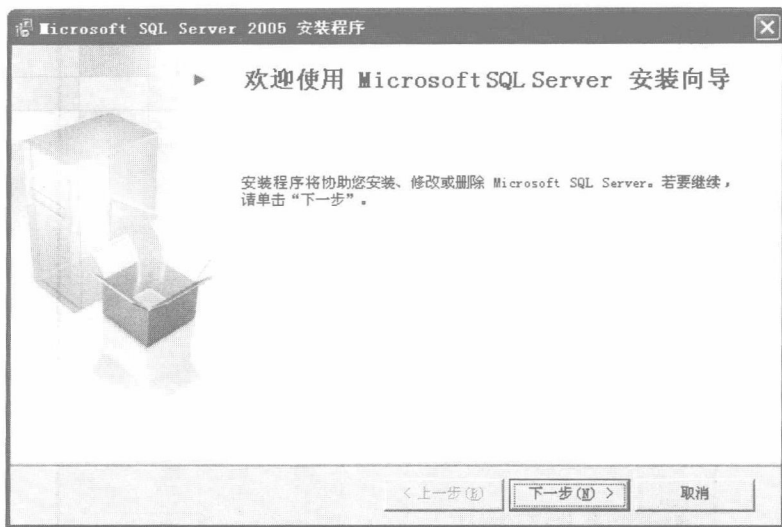 Microsoft SQL Server 2005 安装程序
欢迎使用 Microsoft SQL Server 安装向导
安装程序将协助您安装、修改或删除 Microsoft SQL Server。若要继续，
请单击“下一步”。
< 上一步(B)
下一步(N) >
取消